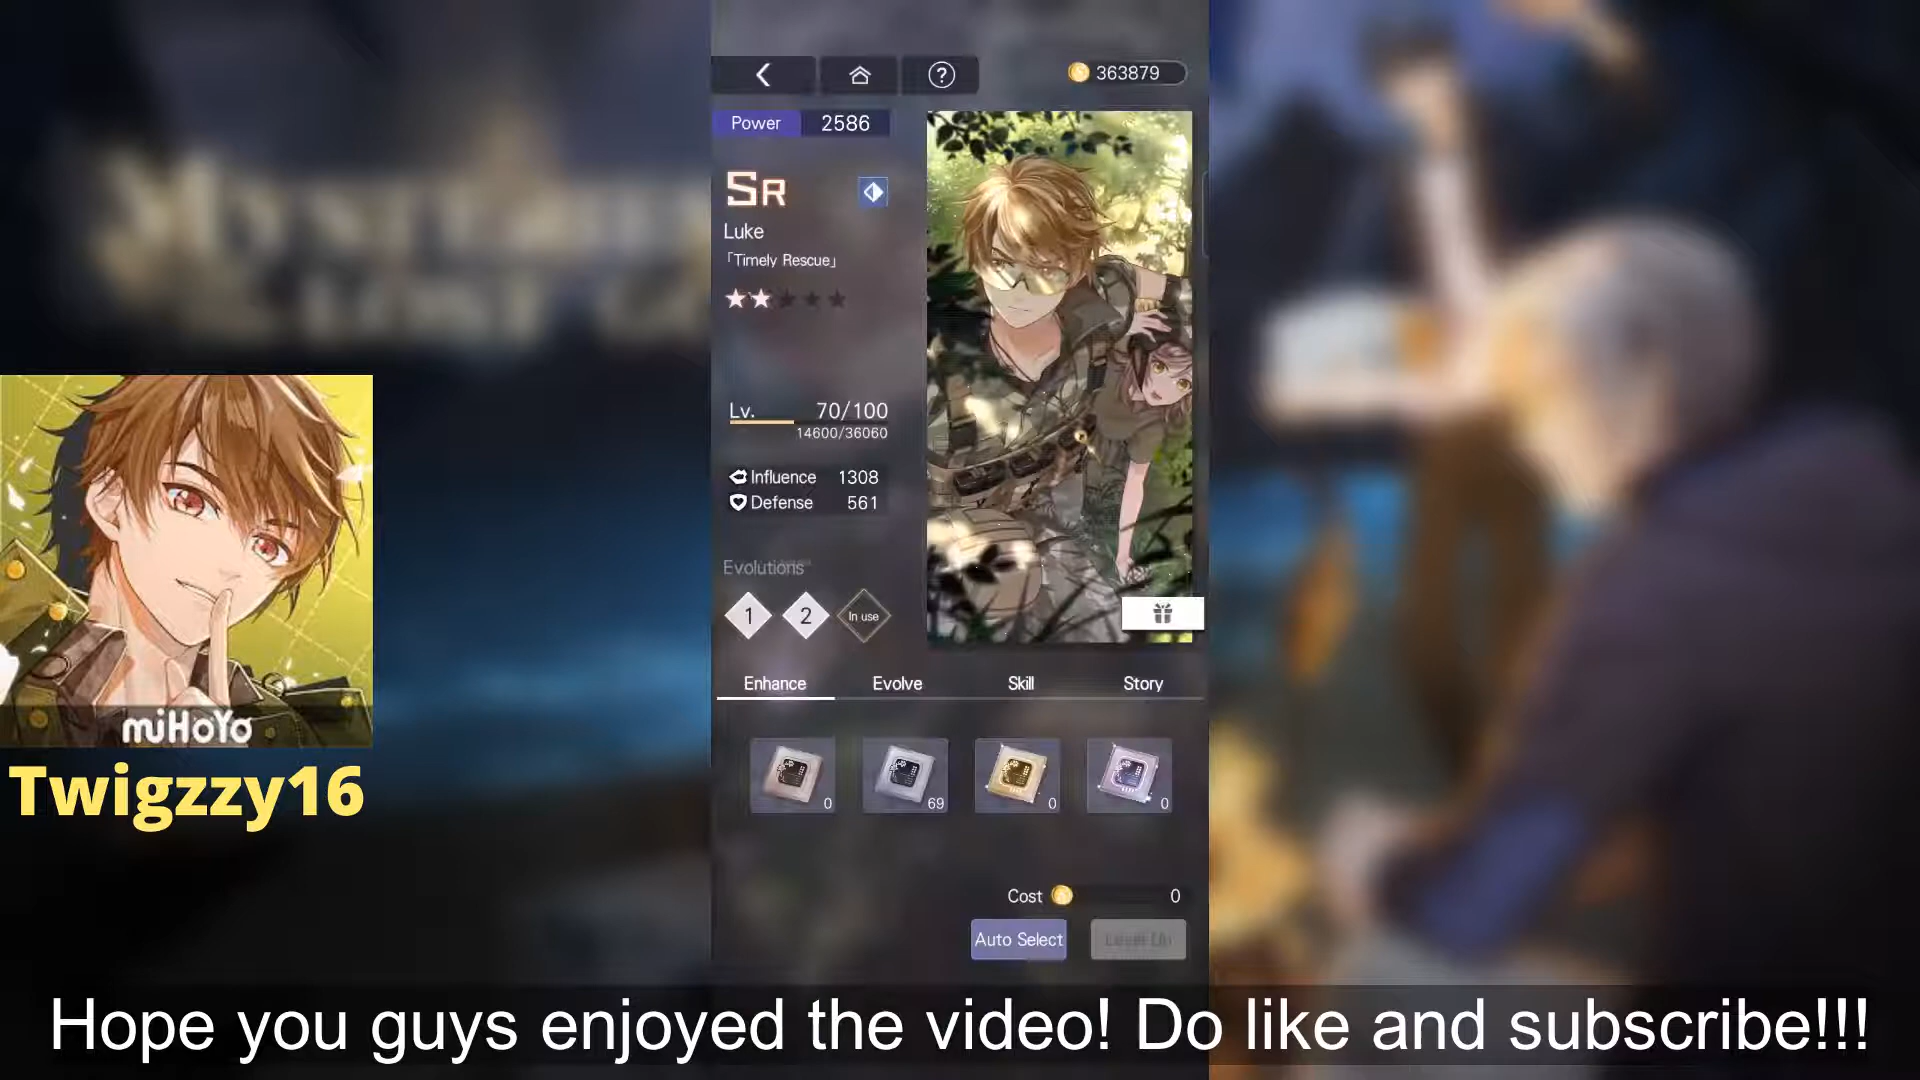 363879
Power 2586
SR
Luke
「Timely Rescue」
Lv. 70/100
14600/36060
Influence 1308
Defense 561
Evolutions
1 2 In use
Enhance Evolve Skill Story
0 69 0 0
Cost 0
Auto Select
miHoYo
Twigzzy16
Hope you guys enjoyed the video! Do like and subscribe!!!